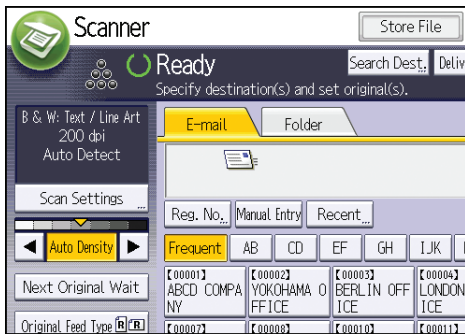 Scanner
Store File
Ready
Search Dest.
Specify destination(s) and set original(s).
B & W: Text / Line Art
200 dpi
Auto Detect
E-mail
Folder
Scan Settings
Reg. No.
Manual Entry
Recent
Auto Density
Frequent
AB
CD
EF
GH
IJK
Next Original Wait
[00001]
ABCD COMPA
NY
[00002]
YOKOHAMA O
FFICE
[00003]
BERLIN OFF
ICE
[00004]
LONDON
ICE
Original Feed Type
[00007]
[00008]
[00010]
[00011]